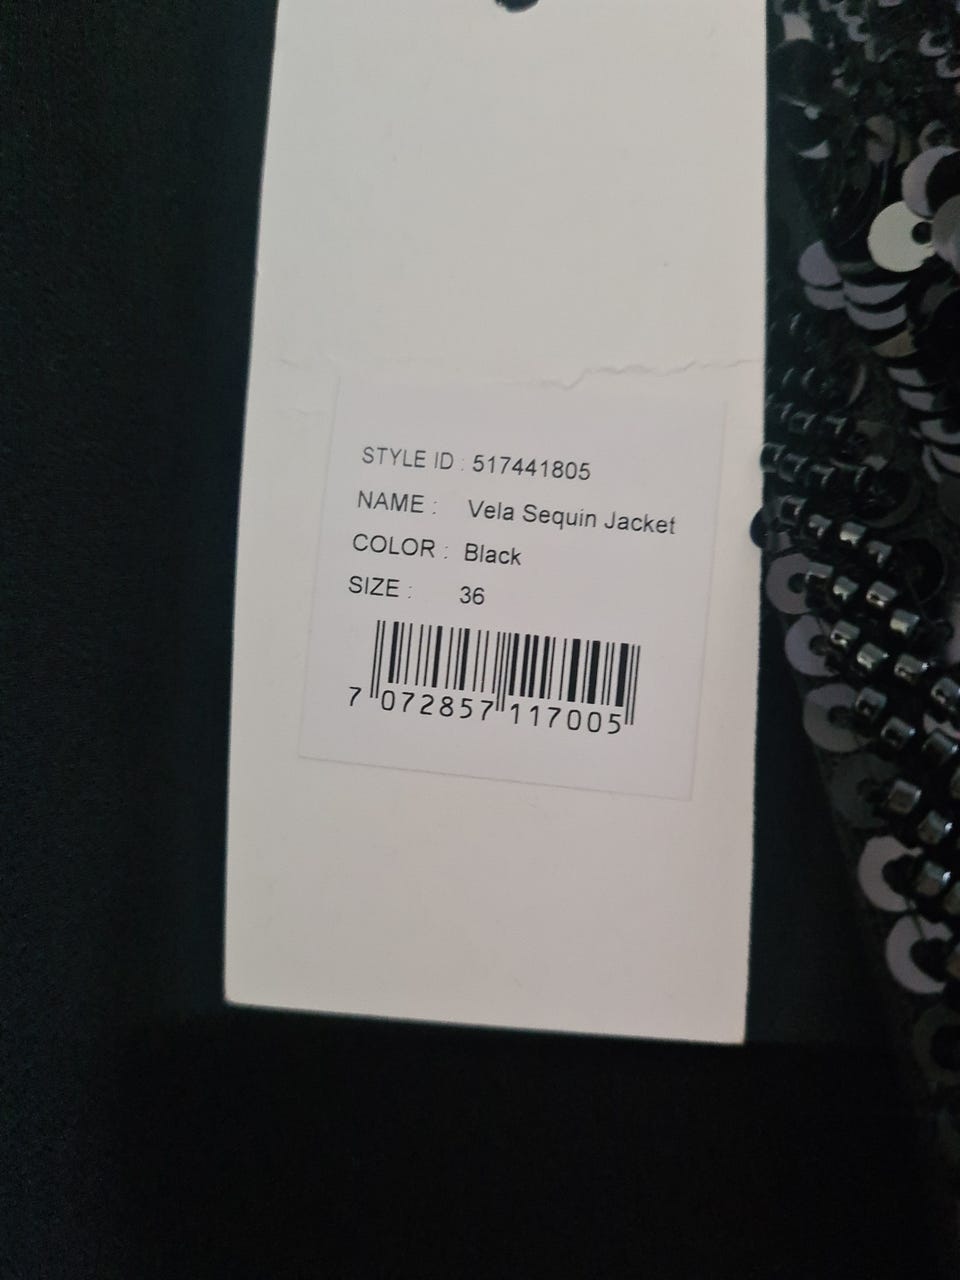 STYLE ID : 517441805
NAME : Vela Sequin Jacket
COLOR : Black
SIZE : 36
7 072857 117005